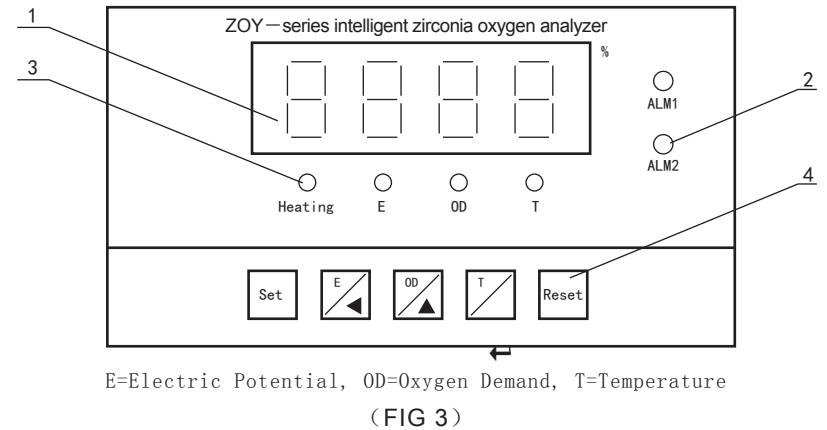 1
ZOY—series intelligent zirconia oxygen analyzer
%
3
ALM1
2
ALM2
Heating E OD T
4
Set E OD T Reset
E=Electric Potential, OD=Oxygen Demand, T=Temperature
（FIG 3）